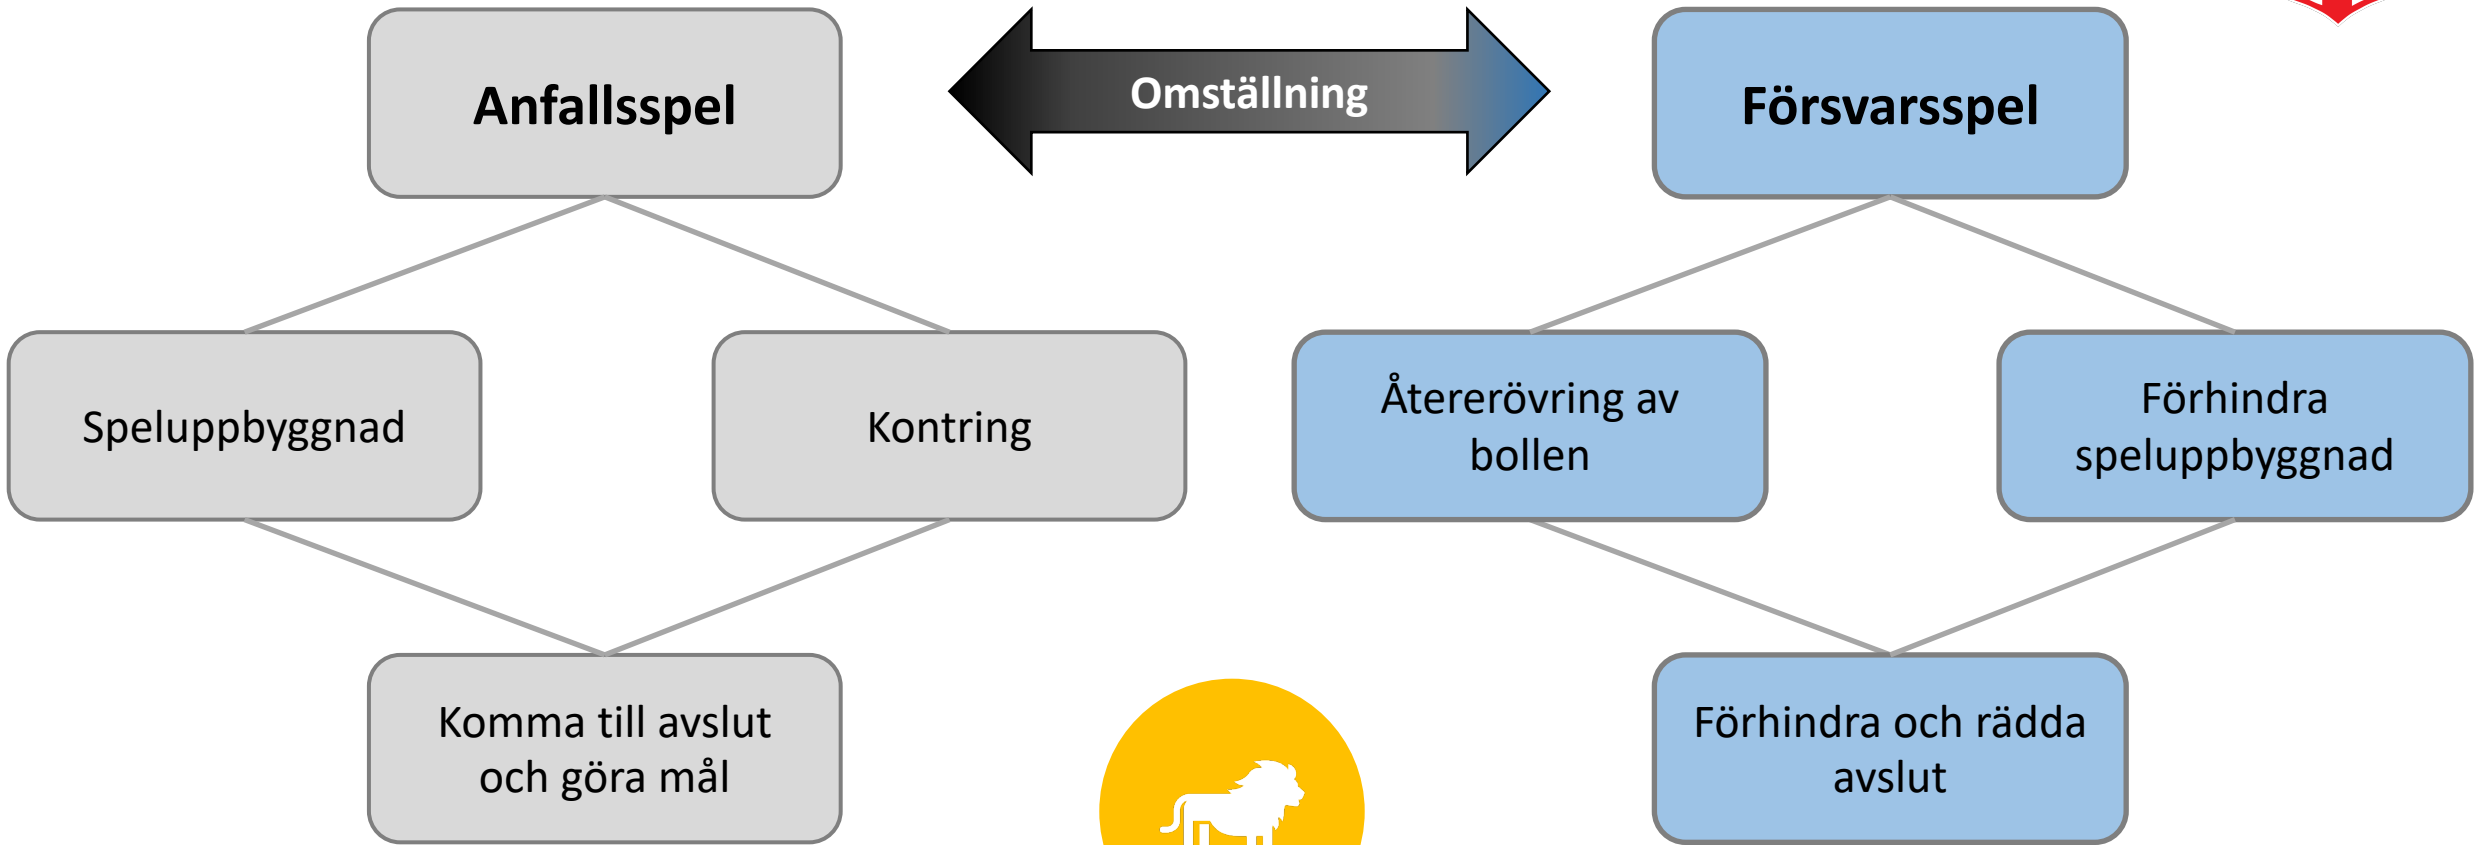 Anfallsspel
Omställning
Försvarsspel
Speluppbyggnad
Kontring
Återerövring av
bollen
Förhindra
speluppbyggnad
Komma till avslut
och göra mål
Förhindra och rädda
avslut